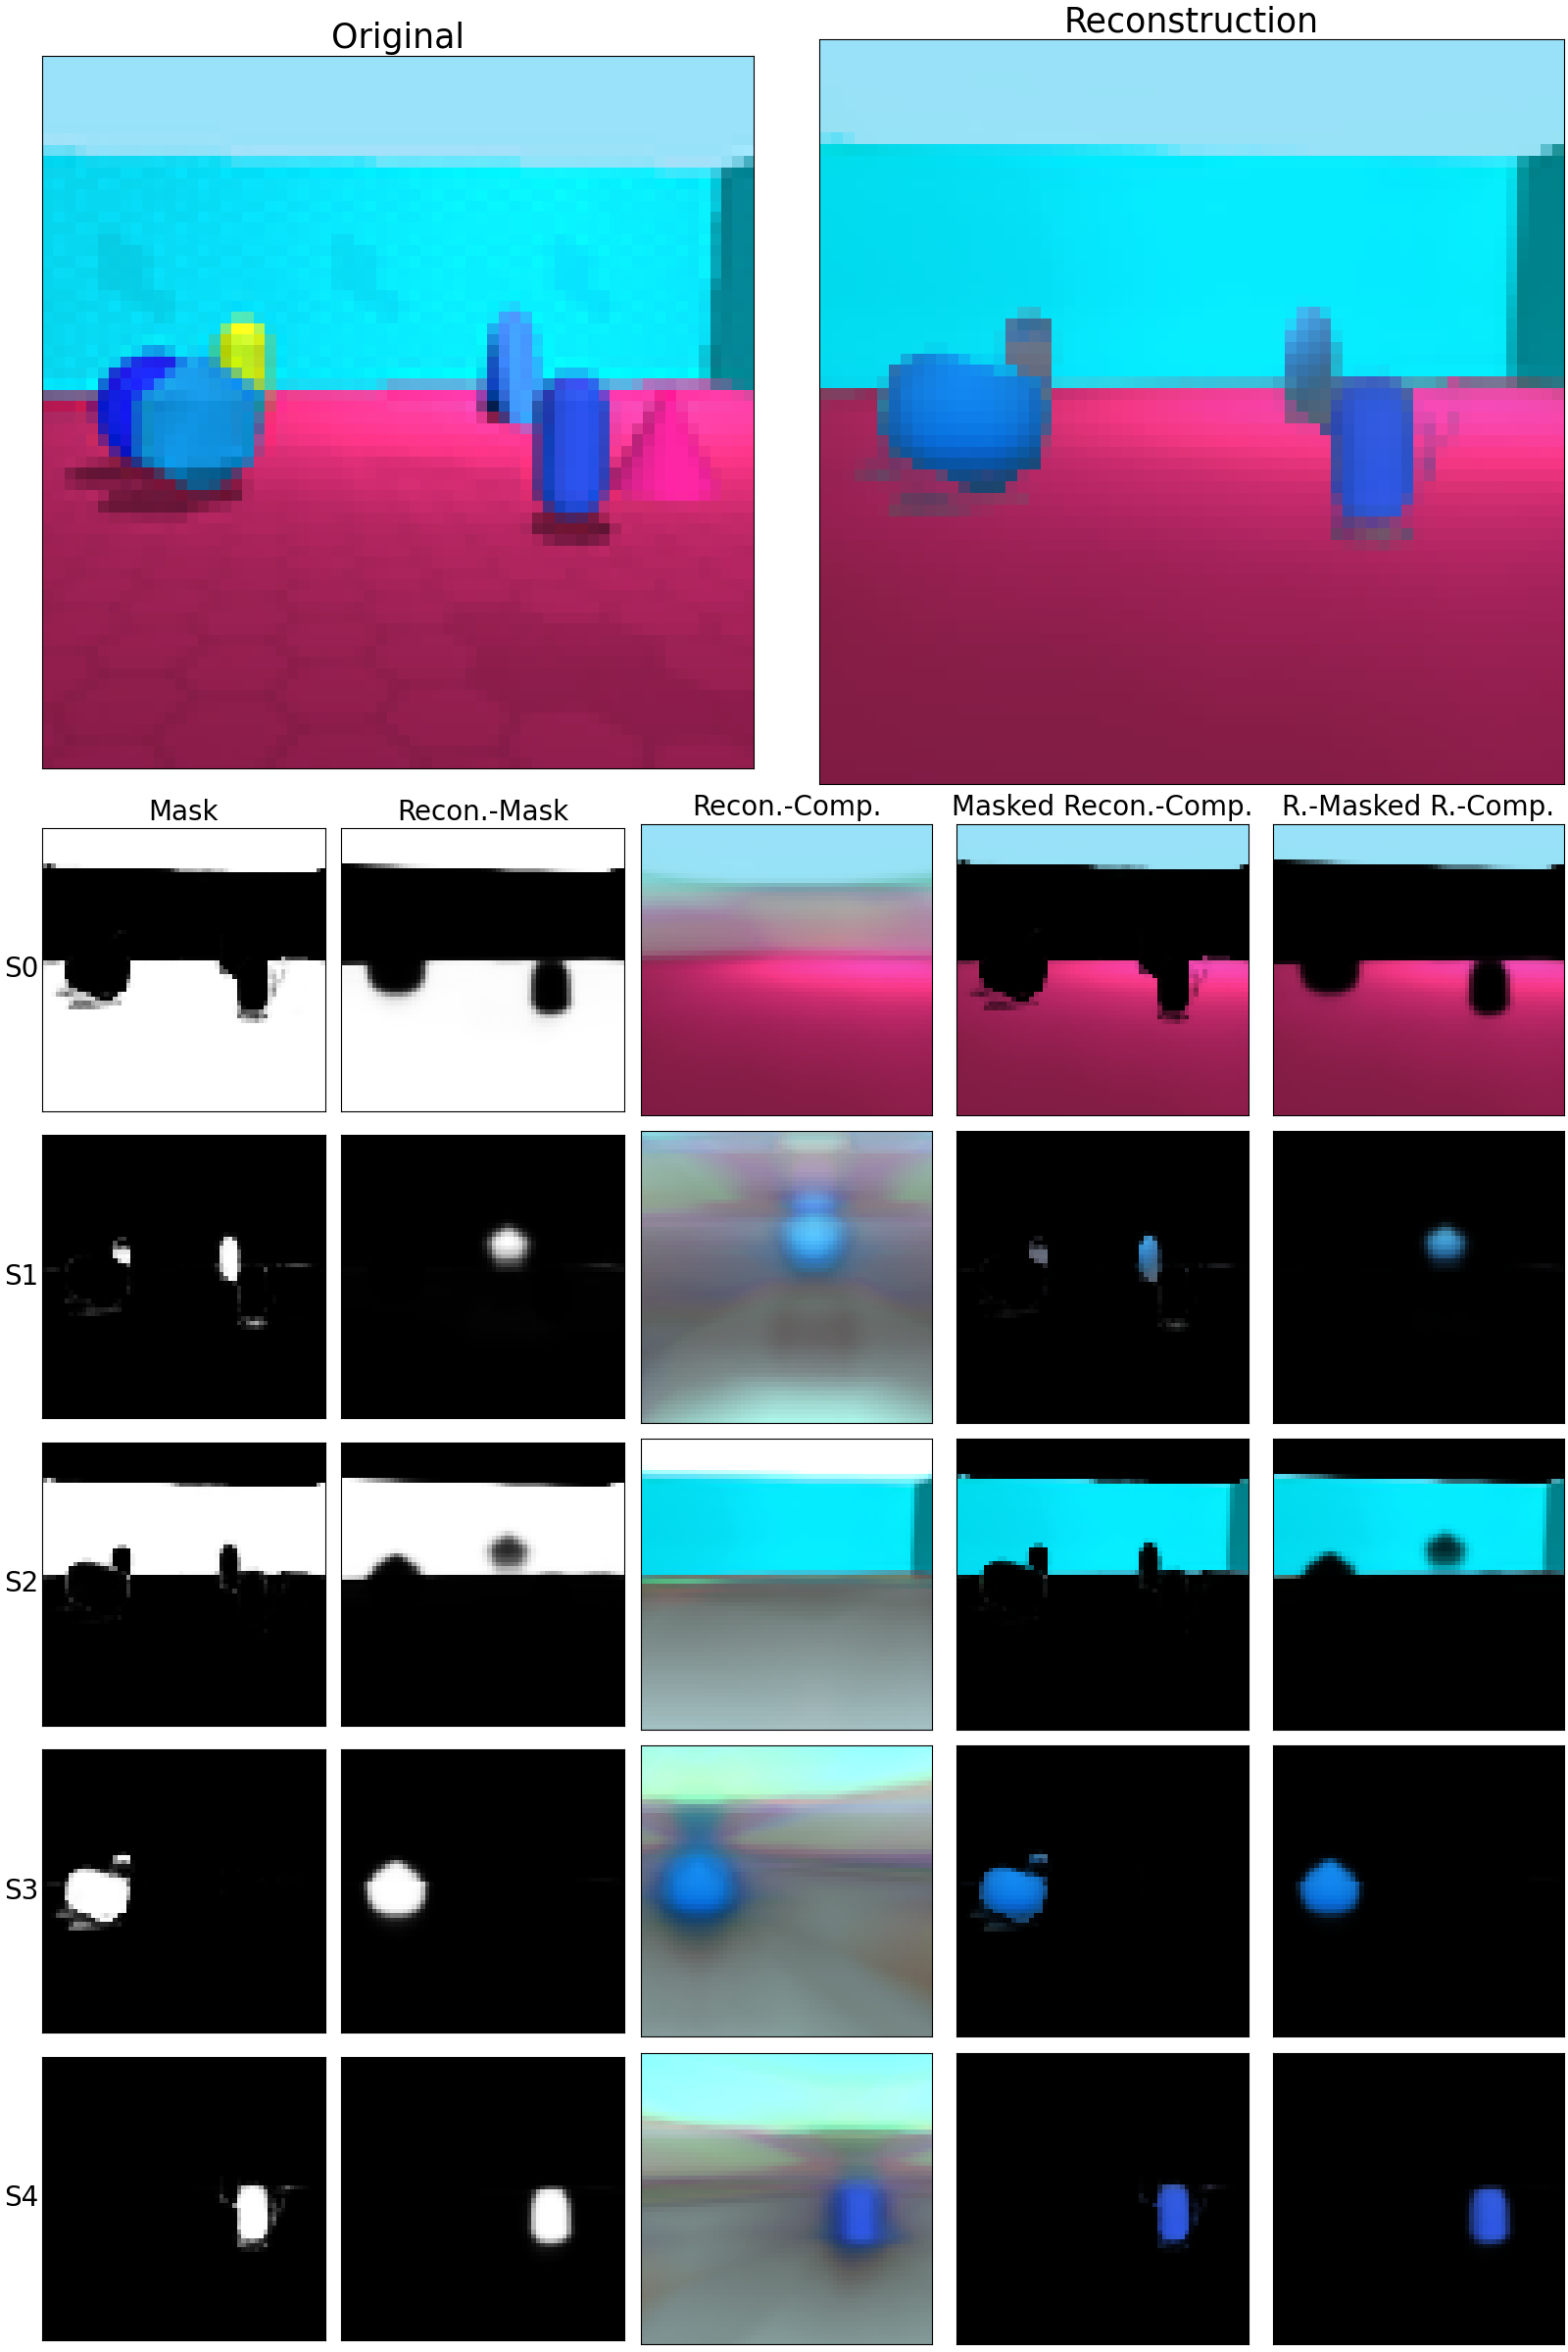 Original
Reconstruction
Mask
Recon.-Mask
Recon.-Comp.
Masked Recon.-Comp.
R.-Masked R.-Comp.
S0
S1
S2
S3
S4